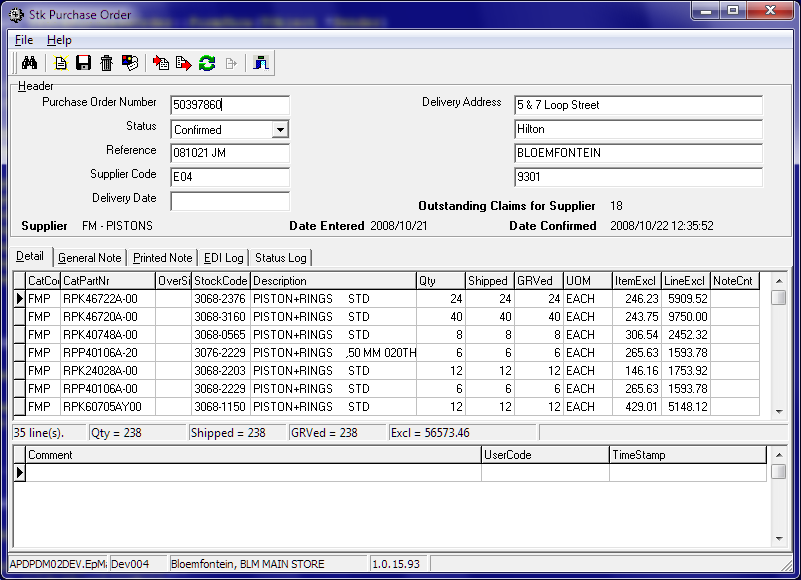 Stk Purchase Order
File Help
Header
Purchase Order Number 50397860 Delivery Address 5 & 7 Loop Street
Status Confirmed Hilton
Reference 081021 JM BLOEMFONTEIN
Supplier Code E04 9301
Delivery Date
Outstanding Claims for Supplier 18
Supplier FM - PISTONS Date Entered 2008/10/21 Date Confirmed 2008/10/22 12:35:52
Detail General Note Printed Note EDI Log Status Log
CatCo CatPartNr OverSi StockCode Description Qty Shipped GRVed UOM ItemExcl LineExcl NoteCnt
FMP RPK46722A-00 3068-2376 PISTON+RINGS STD 24 24 24 EACH 246.23 5909.52
FMP RPK46720A-00 3068-3160 PISTON+RINGS STD 40 40 40 EACH 243.75 9750.00
FMP RPK40748A-00 3068-0565 PISTON+RINGS STD 8 8 8 EACH 306.54 2452.32
FMP RPP40106A-20 3076-2229 PISTON+RINGS ,50 MM 020TH 6 6 6 EACH 265.63 1593.78
FMP RPK24028A-00 3068-2203 PISTON+RINGS STD 12 12 12 EACH 146.16 1753.92
FMP RPP40106A-00 3068-2229 PISTON+RINGS STD 6 6 6 EACH 265.63 1593.78
FMP RPK60705AY00 3068-1150 PISTON+RINGS STD 12 12 12 EACH 429.01 5148.12
35 line(s). Qty = 238 Shipped = 238 GRVed = 238 Excl = 56573.46
Comment UserCode TimeStamp
APDPDM02DEV.EpMa Dev004 Bloemfontein, BLM MAIN STORE 1.0.15.93